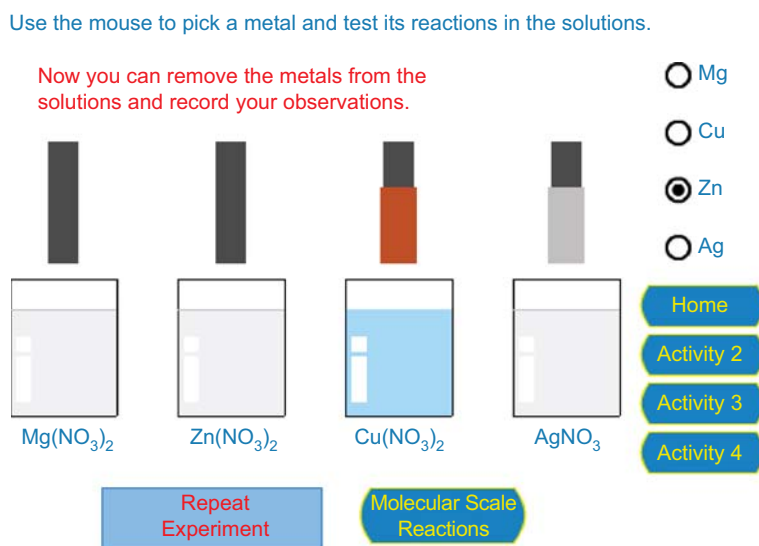 Use the mouse to pick a metal and test its reactions in the solutions.
Now you can remove the metals from the
solutions and record your observations.
Mg
Cu
Zn
Ag
Home
Activity 2
Activity 3
Activity 4
Mg(NO₃)₂
Zn(NO₃)₂
Cu(NO₃)₂
AgNO₃
Repeat
Experiment
Molecular Scale
Reactions